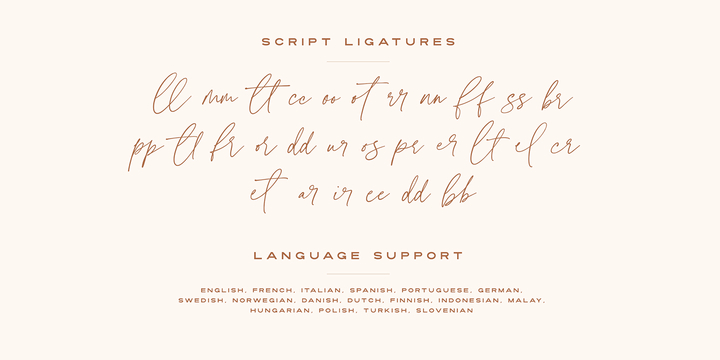 SCRIPT LIGATURES
ll mm tt cc oo ot rr nn ff ss br
pp tl fr or dd ur os pr er lt el cr
et ar ir ee dd bb
LANGUAGE SUPPORT
ENGLISH, FRENCH, ITALIAN, SPANISH, PORTUGUESE, GERMAN,
SWEDISH, NORWEGIAN, DANISH, DUTCH, FINNISH, INDONESIAN, MALAY,
HUNGARIAN, POLISH, TURKISH, SLOVENIAN